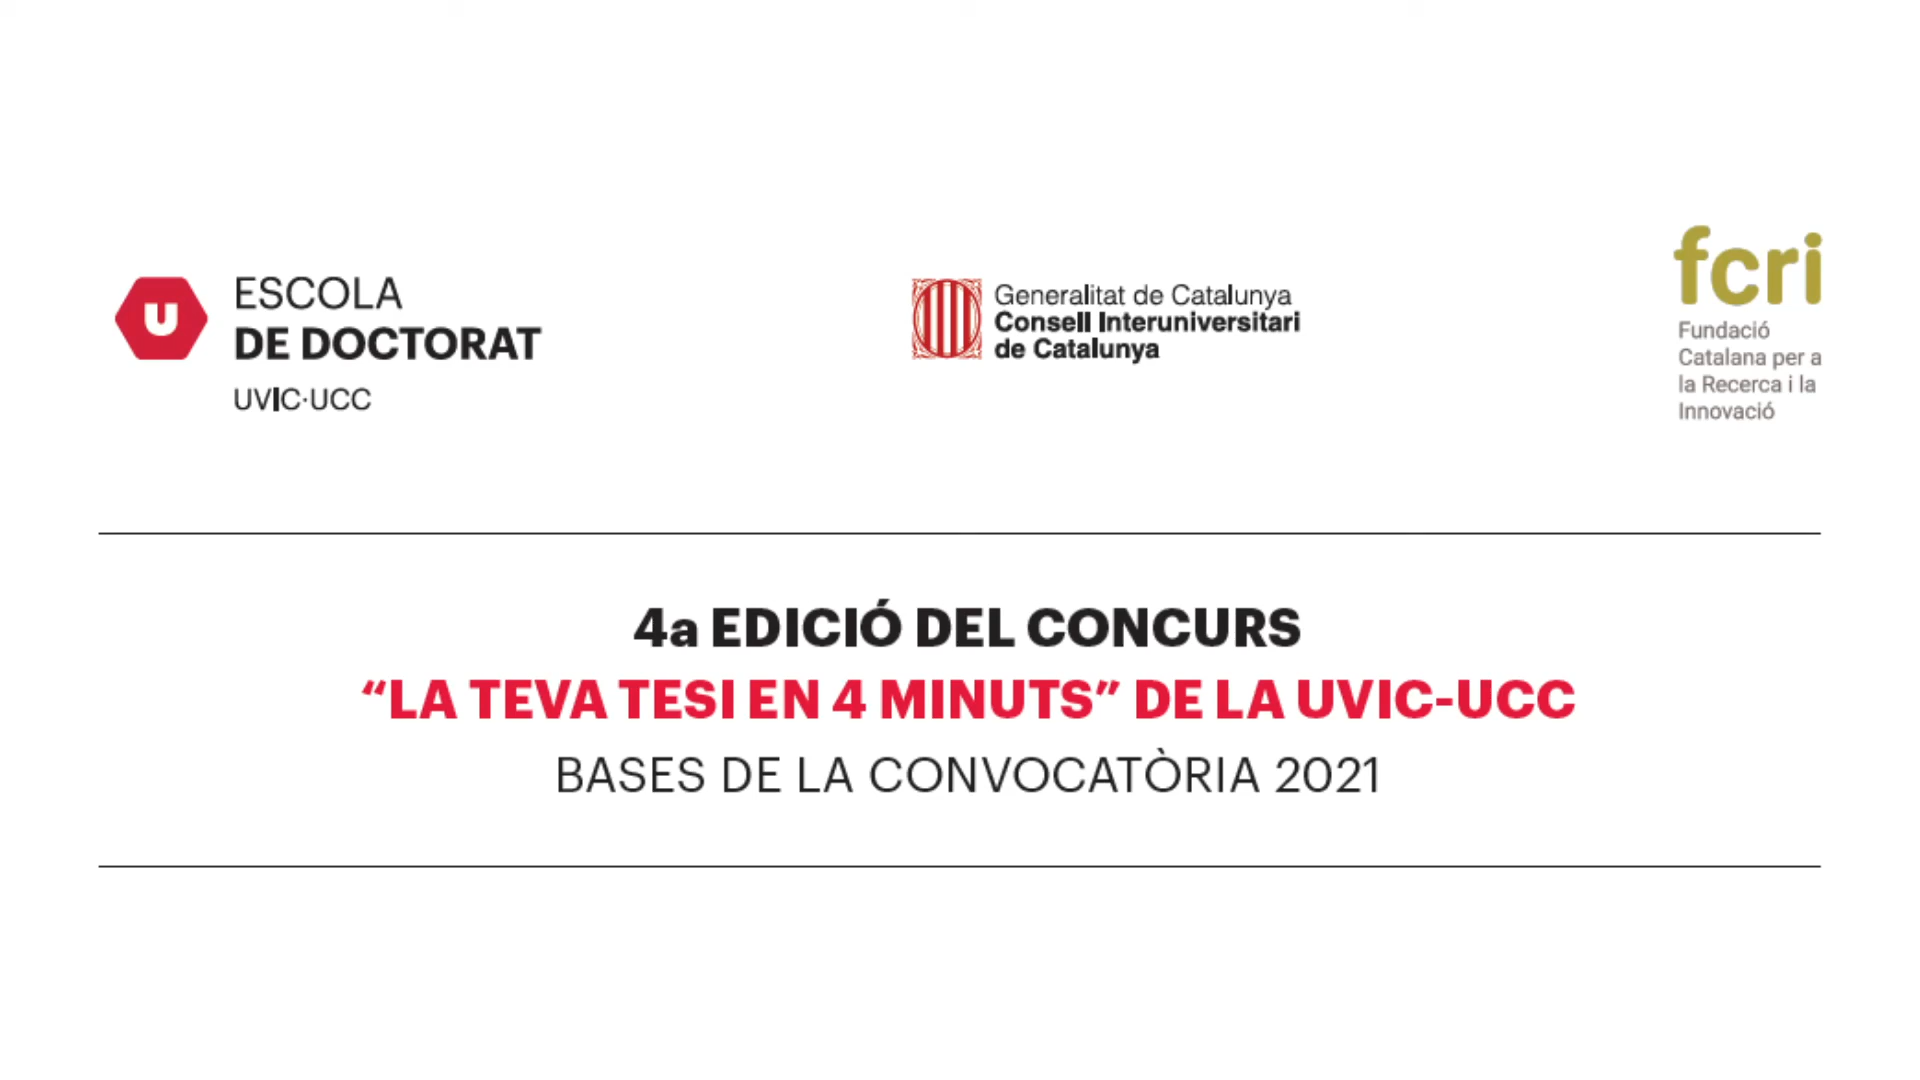 U
ESCOLA
DE DOCTORAT
UVIC·UCC
Generalitat de Catalunya
Consell Interuniversitari
de Catalunya
fcri
Fundació
Catalana per a
la Recerca i la
Innovació
4a EDICIÓ DEL CONCURS
“LA TEVA TESI EN 4 MINUTS” DE LA UVIC-UCC
BASES DE LA CONVOCATÒRIA 2021